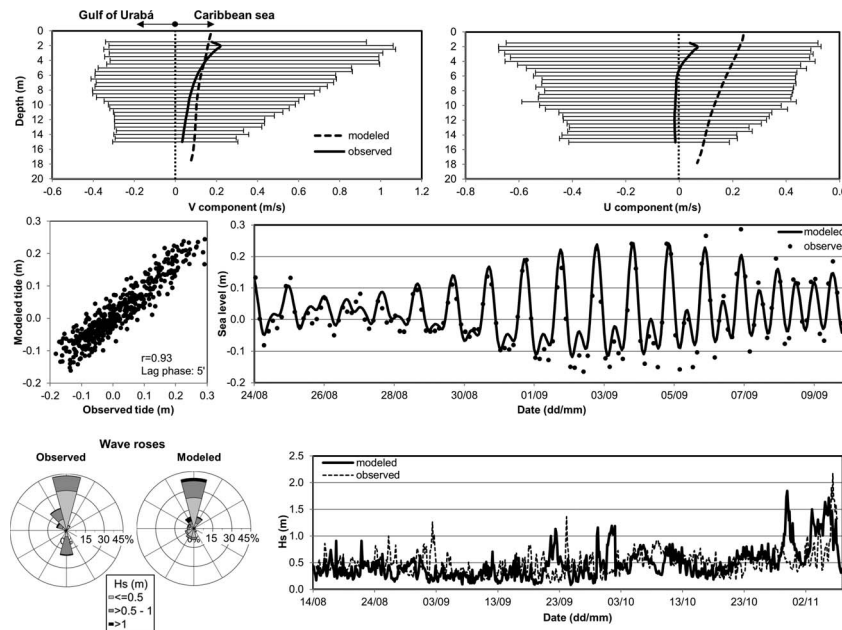 Gulf of Urabá Caribbean sea
0
2
4
6
8
10
12
14
16
18
20
Depth (m)
modeled
observed
-0.6 -0.4 -0.2 0 0.2 0.4 0.6 0.8 1 1.2
V component (m/s)
0
2
4
6
8
10
12
14
16
18
20
Depth (m)
modeled
observed
-0.8 -0.6 -0.4 -0.2 0 0.2 0.4 0.6
U component (m/s)
0.3
0.2
0.1
0.0
-0.1
-0.2
Modeled tide (m)
r=0.93
Lag phase: 5'
-0.2 -0.1 0.0 0.1 0.2 0.3
Observed tide (m)
0.3
0.2
0.1
0.0
-0.1
-0.2
Sea level (m)
modeled
observed
24/08 26/08 28/08 30/08 01/09 03/09 05/09 07/09 09/09
Date (dd/mm)
Wave roses
Observed Modeled
0% 15 30 45%
0% 15 30 45%
Hs (m)
<=0.5
>0.5 - 1
>1
2.5
2.0
1.5
1.0
0.5
0.0
Hs (m)
modeled
observed
14/08 24/08 03/09 13/09 23/09 03/10 13/10 23/10 02/11
Date (dd/mm)